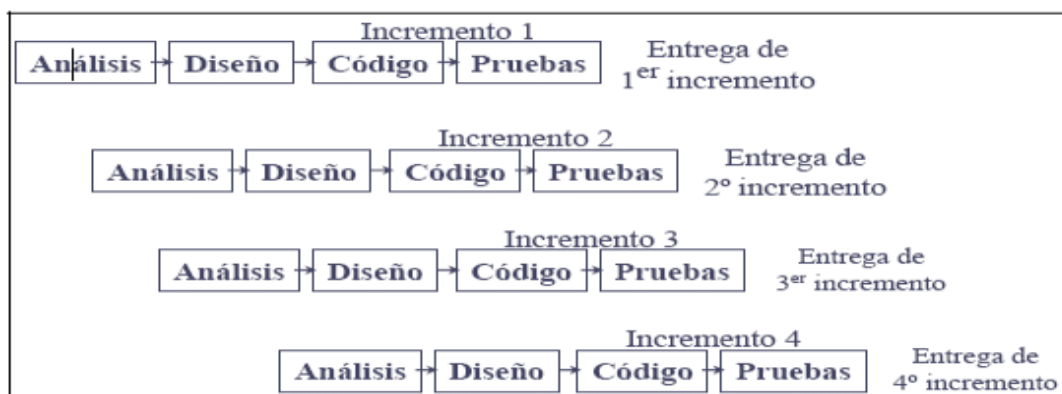 Incremento 1
Análisis Diseño Código Pruebas
Entrega de
1er incremento
Incremento 2
Análisis Diseño Código Pruebas
Entrega de
2º incremento
Incremento 3
Análisis Diseño Código Pruebas
Entrega de
3er incremento
Incremento 4
Análisis Diseño Código Pruebas
Entrega de
4º incremento